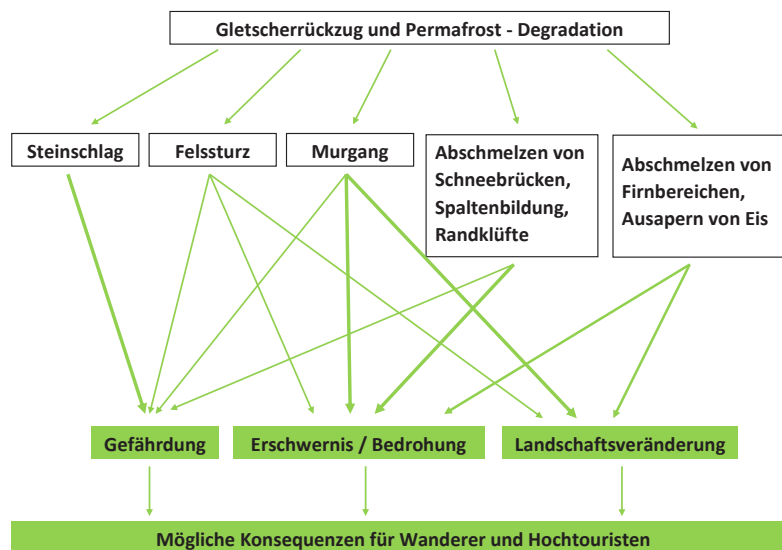 Gletscherrückzug und Permafrost - Degradation
Steinschlag
Felssturz
Murgang
Abschmelzen von
Schneebrücken,
Spaltenbildung,
Randklüfte
Abschmelzen von
Firnbereichen,
Ausapern von Eis
Gefährdung
Erschwernis / Bedrohung
Landschaftsveränderung
Mögliche Konsequenzen für Wanderer und Hochtouristen